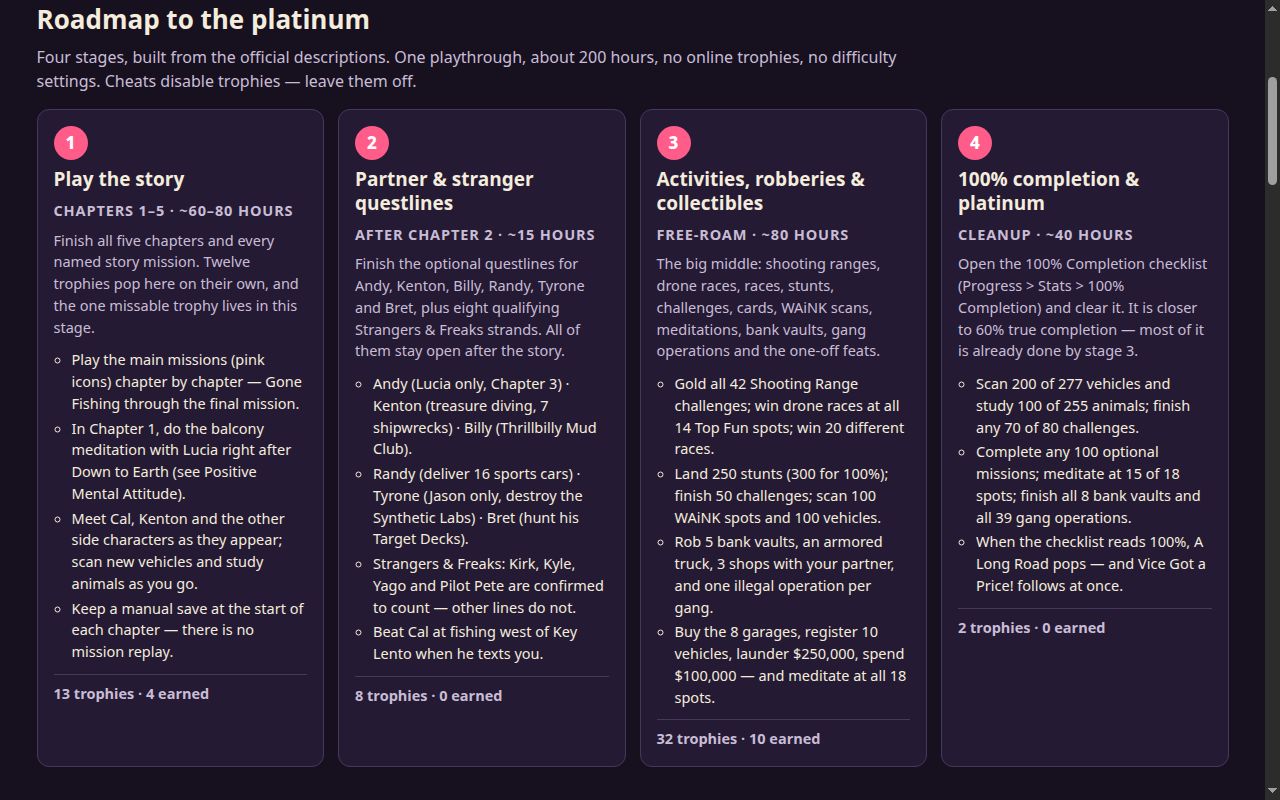 Roadmap to the platinum
Four stages, built from the official descriptions. One playthrough, about 200 hours, no online trophies, no difficulty
settings. Cheats disable trophies — leave them off.
1
Play the story
CHAPTERS 1–5 · ~60–80 HOURS
Finish all five chapters and every
named story mission. Twelve
trophies pop here on their own, and
the one missable trophy lives in this
stage.
Play the main missions (pink
icons) chapter by chapter — Gone
Fishing through the final mission.
In Chapter 1, do the balcony
meditation with Lucia right after
Down to Earth (see Positive
Mental Attitude).
Meet Cal, Kenton and the other
side characters as they appear;
scan new vehicles and study
animals as you go.
Keep a manual save at the start of
each chapter — there is no
mission replay.
13 trophies · 4 earned
2
Partner & stranger
questlines
AFTER CHAPTER 2 · ~15 HOURS
Finish the optional questlines for
Andy, Kenton, Billy, Randy, Tyrone
and Bret, plus eight qualifying
Strangers & Freaks strands. All of
them stay open after the story.
Andy (Lucia only, Chapter 3) ·
Kenton (treasure diving, 7
shipwrecks) · Billy (Thrillbilly Mud
Club).
Randy (deliver 16 sports cars) ·
Tyrone (Jason only, destroy the
Synthetic Labs) · Bret (hunt his
Target Decks).
Strangers & Freaks: Kirk, Kyle,
Yago and Pilot Pete are confirmed
to count — other lines do not.
Beat Cal at fishing west of Key
Lento when he texts you.
8 trophies · 0 earned
3
Activities, robberies &
collectibles
FREE-ROAM · ~80 HOURS
The big middle: shooting ranges,
drone races, races, stunts,
challenges, cards, WAiNK scans,
meditations, bank vaults, gang
operations and the one-off feats.
Gold all 42 Shooting Range
challenges; win drone races at all
14 Top Fun spots; win 20 different
races.
Land 250 stunts (300 for 100%);
finish 50 challenges; scan 100
WAiNK spots and 100 vehicles.
Rob 5 bank vaults, an armored
truck, 3 shops with your partner,
and one illegal operation per
gang.
Buy the 8 garages, register 10
vehicles, launder $250,000, spend
$100,000 — and meditate at all 18
spots.
32 trophies · 10 earned
4
100% completion &
platinum
CLEANUP · ~40 HOURS
Open the 100% Completion checklist
(Progress > Stats > 100%
Completion) and clear it. It is closer
to 60% true completion — most of it
is already done by stage 3.
Scan 200 of 277 vehicles and
study 100 of 255 animals; finish
any 70 of 80 challenges.
Complete any 100 optional
missions; meditate at 15 of 18
spots; finish all 8 bank vaults and
all 39 gang operations.
When the checklist reads 100%, A
Long Road pops — and Vice Got a
Price! follows at once.
2 trophies · 0 earned